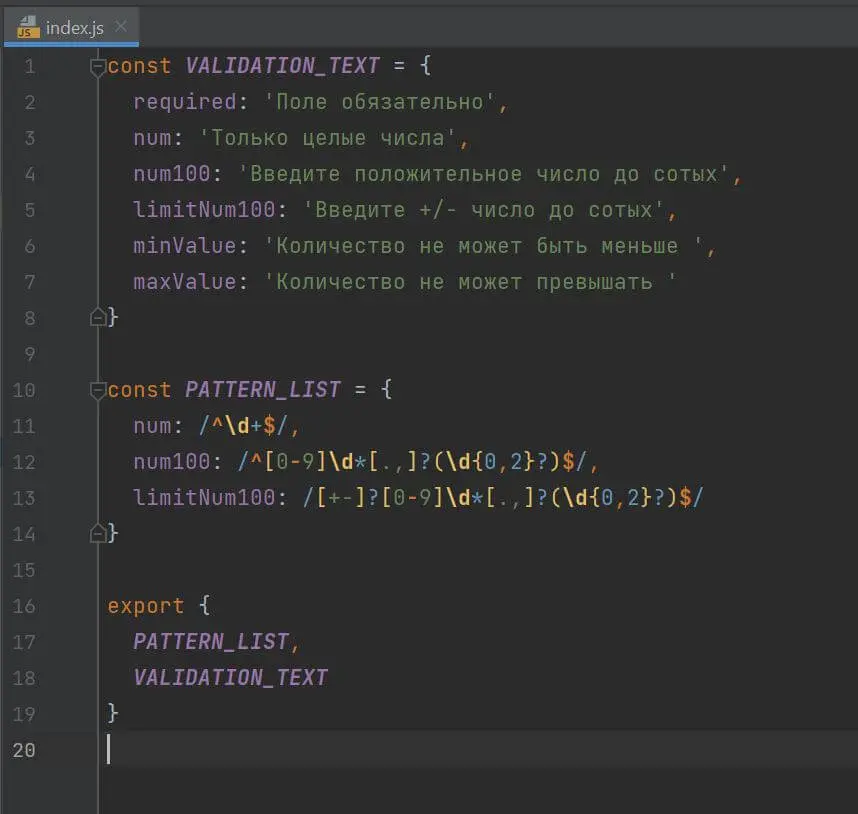 JS index.js
1 const VALIDATION_TEXT = {
2 required: 'Поле обязательно',
3 num: 'Только целые числа',
4 num100: 'Введите положительное число до сотых',
5 limitNum100: 'Введите +/- число до сотых',
6 minValue: 'Количество не может быть меньше ',
7 maxValue: 'Количество не может превышать '
8 }
9
10 const PATTERN_LIST = {
11 num: /^\d+$/,
12 num100: /^[0-9]\d*[.,]?(\d{0,2}?)$/,
13 limitNum100: /[+-]?[0-9]\d*[.,]?(\d{0,2}?)$/
14 }
15
16 export {
17 PATTERN_LIST,
18 VALIDATION_TEXT
19 }
20